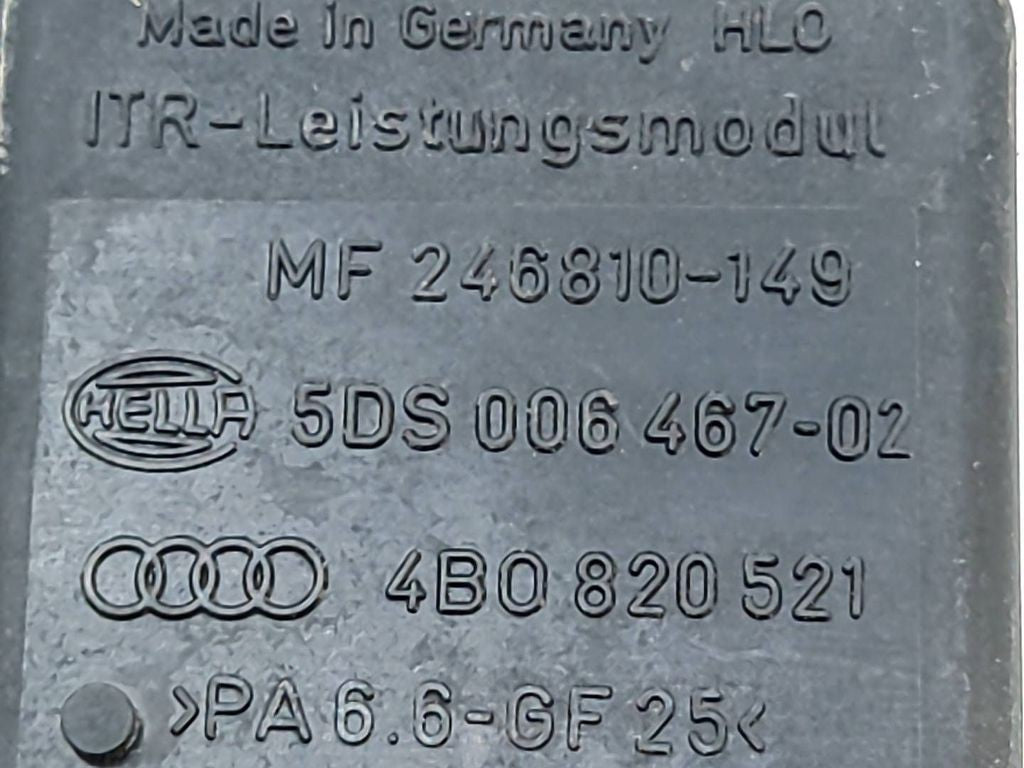 Made in Germany HLO
ITR-Leistungsmodul
MF 246810-149
HELLA 5DS 006 467-02
4B0 820 521
>PA 6.6-GF 25<